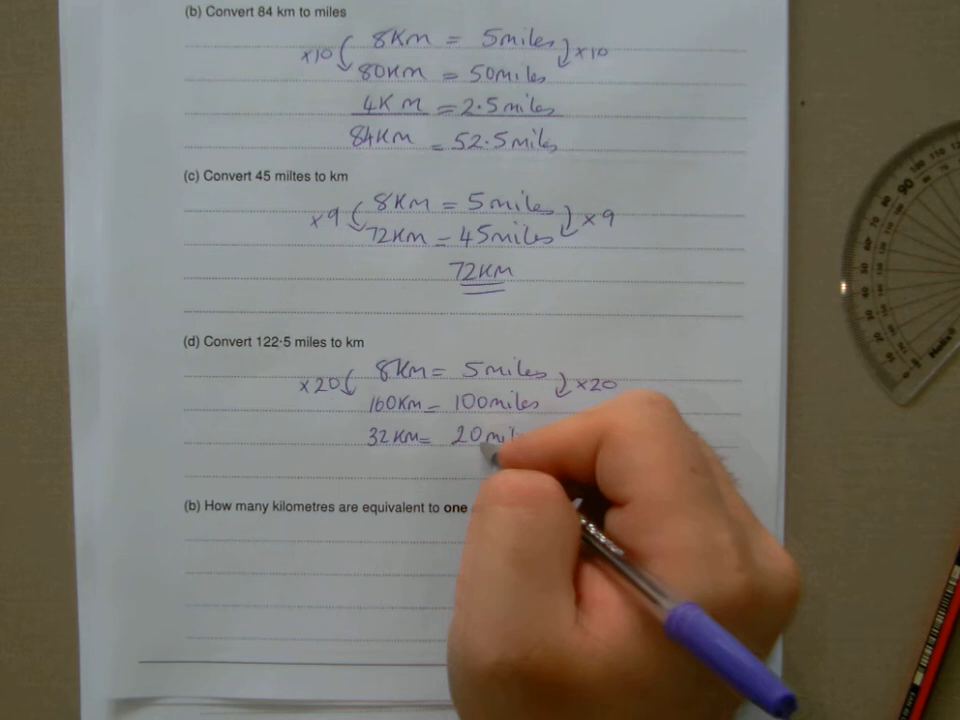 (b) Convert 84 km to miles
×10 8KM = 5miles ×10
80KM = 50miles
4KM = 2.5miles
84KM = 52.5miles
(c) Convert 45 miltes to km
×9 8KM = 5miles ×9
72KM = 45miles
72KM
(d) Convert 122·5 miles to km
×20 8KM = 5miles ×20
160KM = 100miles
32KM = 20mil
(b) How many kilometres are equivalent to one
Helix